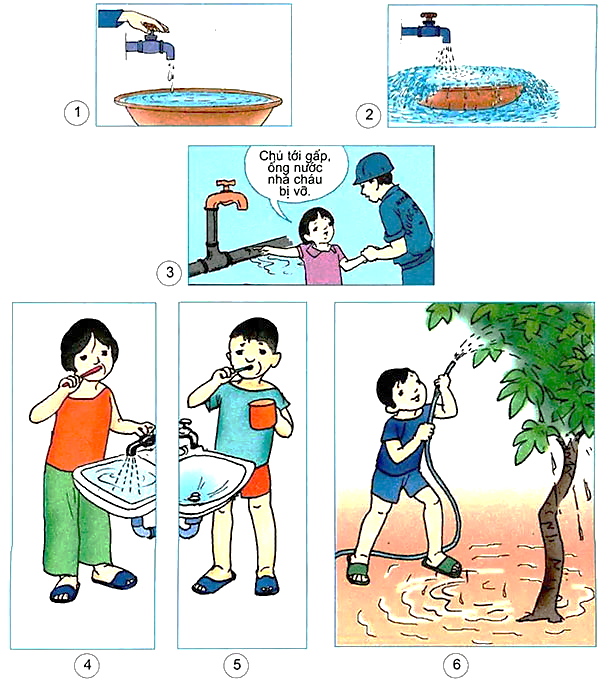 1
2
Chú tới gấp,
ống nước
nhà cháu
bị vỡ.
3
4
5
6